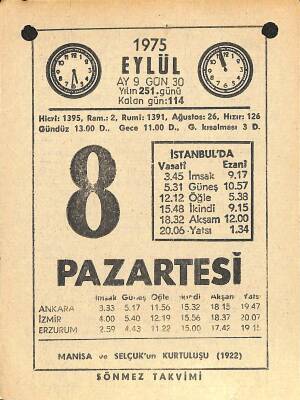 1975
EYLÜL
AY 9 GÜN 30
Yılın 251. günü
Kalan gün: 114
Hicrî: 1395, Ram.: 2, Rumî: 1391, Ağustos: 26, Hızır: 126
Gündüz 13.00 D., Gece 11.00 D., G. kısalması 3 D.
8
İSTANBUL'DA
Vasatî Ezanî
3.45 İmsak 9.17
5.31 Güneş 10.57
12.12 Öğle 5.38
15.48 İkindi 9.15
18.32 Akşam 12.00
20.06 Yatsı 1.34
PAZARTESİ
İmsak Güneş Öğle İkindi Akşam Yatsı
ANKARA 3.33 5.17 11.56 15.32 18.15 19.47
İZMİR 4.00 5.40 12.19 15.56 18.37 20.07
ERZURUM 2.59 4.43 11.22 15.00 17.42 19.15
MANİSA ve SELÇUK'un KURTULUŞU (1922)
SÖNMEZ TAKVİMİ